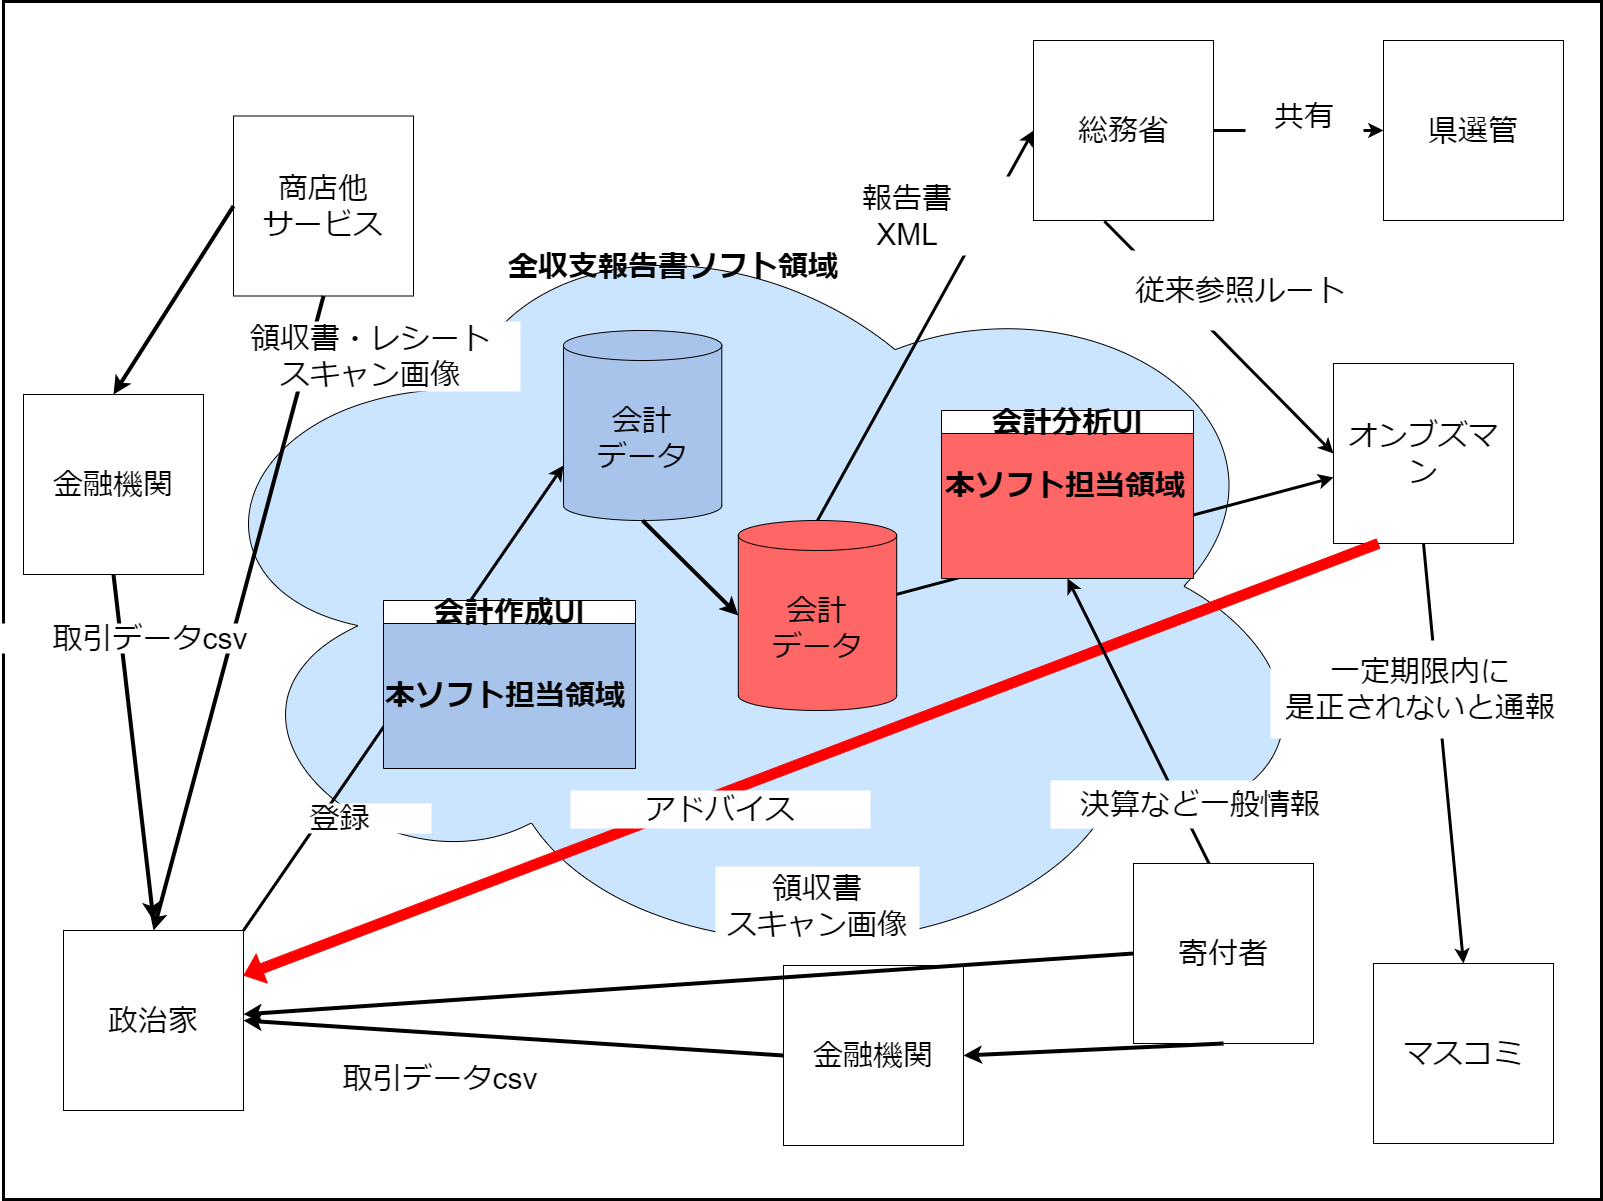 総務省
共有
県選管
商店他
サービス
報告書
XML
全収支報告書ソフト領域
従来参照ルート
領収書・レシート
スキャン画像
会計
データ
会計分析UI
本ソフト担当領域
オンブズマ
ン
金融機関
会計作成UI
本ソフト担当領域
会計
データ
取引データcsv
一定期限内に
是正されないと通報
登録
アドバイス
決算など一般情報
領収書
スキャン画像
寄付者
政治家
金融機関
マスコミ
取引データcsv